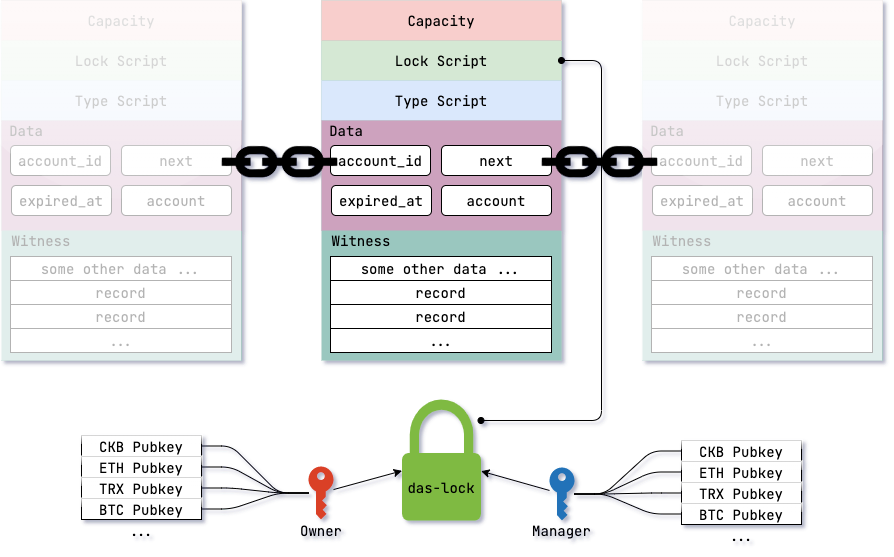 Capacity
Lock Script
Type Script
Data
account_id
next
expired_at
account
Witness
some other data ...
record
record
...
Capacity
Lock Script
Type Script
Data
account_id
next
expired_at
account
Witness
some other data ...
record
record
...
Capacity
Lock Script
Type Script
Data
account_id
next
expired_at
account
Witness
some other data ...
record
record
...
CKB Pubkey
ETH Pubkey
TRX Pubkey
BTC Pubkey
...
Owner
das-lock
Manager
CKB Pubkey
ETH Pubkey
TRX Pubkey
BTC Pubkey
...